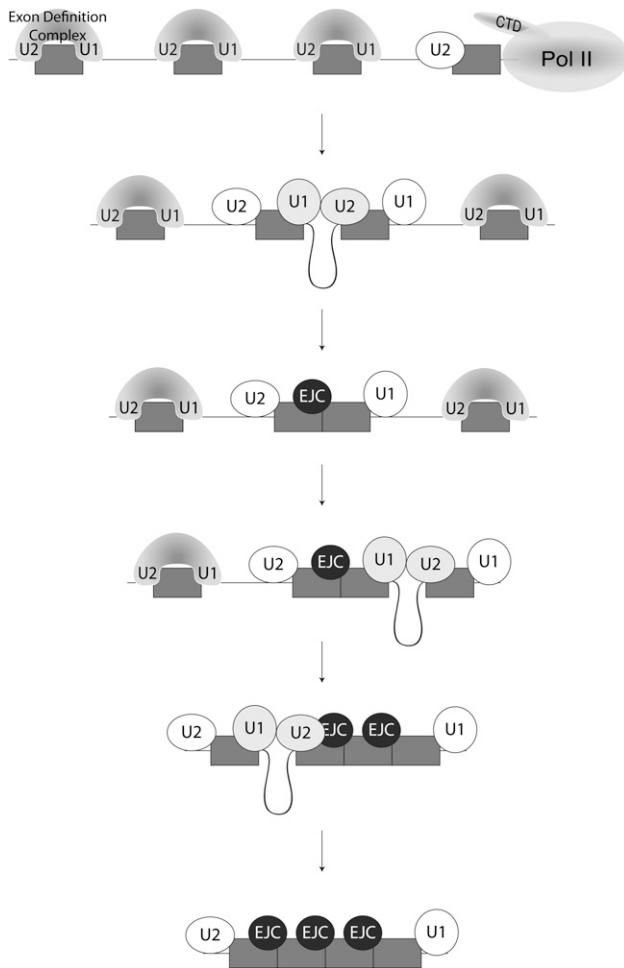 Exon Definition
Complex
U2 U1 U2 U1 U2 U1 U2 CTD Pol II
U2 U1 U2 U1 U2 U1 U2 U1
U2 U1 U2 EJC U1 U2 U1
U2 U1 U2 EJC U1 U2 U1
U2 U1 U2 EJC EJC U1
U2 EJC EJC EJC U1